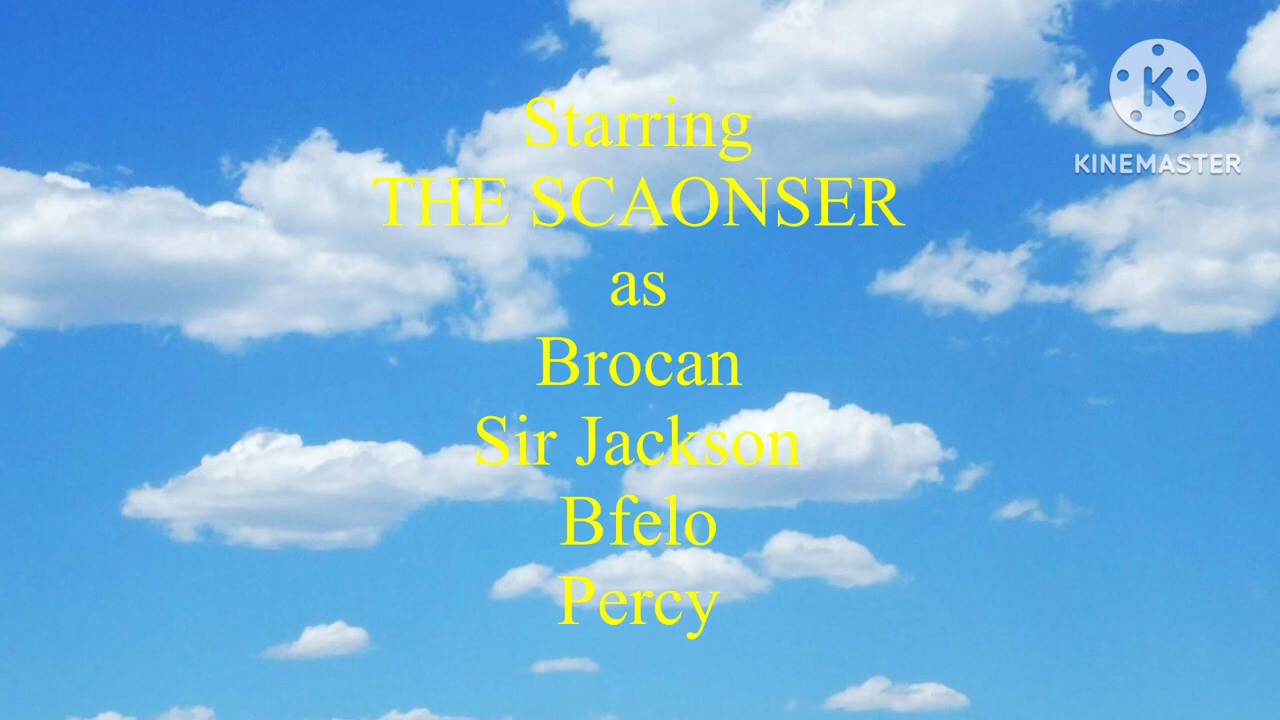 Starring
THE SCAONSER
as
Brocan
Sir Jackson
Bfelo
Percy
K
KINEMASTER